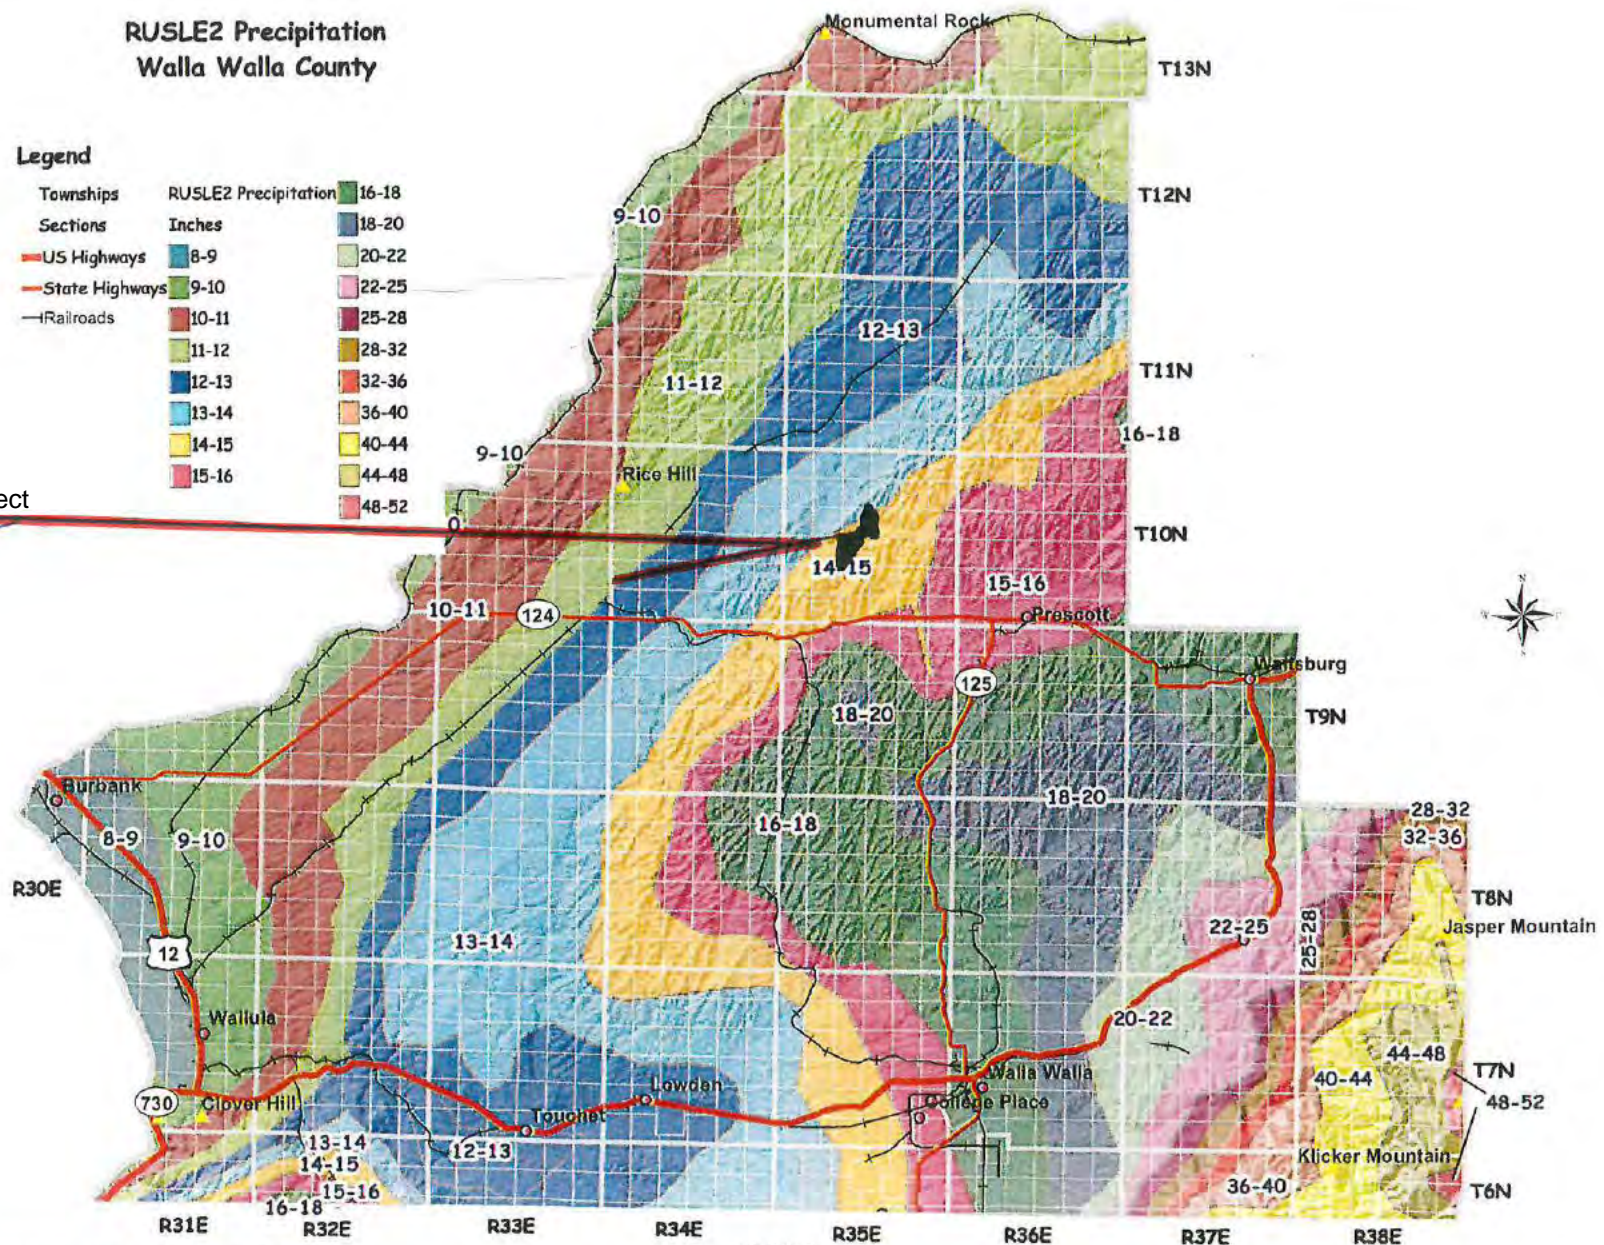 RUSLE2 Precipitation
Walla Walla County
Legend
Townships
Sections
US Highways
State Highways
Railroads
RUSLE2 Precipitation
Inches
8-9
9-10
10-11
11-12
12-13
13-14
14-15
15-16
16-18
18-20
20-22
22-25
25-28
28-32
32-36
36-40
40-44
44-48
48-52
ect
Monumental Rock
T13N
T12N
9-10
12-13
T11N
11-12
16-18
9-10
Rice Hill
0
T10N
14-15
15-16
10-11
124
Prescott
Waitsburg
125
18-20
T9N
Burbank
18-20
28-32
8-9
9-10
16-18
32-36
R30E
T8N
22-25
25-28
Jasper Mountain
13-14
12
Wallula
20-22
44-48
T7N
Walla Walla
40-44
730
Clover Hill
Lowden
College Place
48-52
Touchet
13-14
12-13
Klicker Mountain
14-15
15-16
36-40
T6N
16-18
R31E
R32E
R33E
R34E
R35E
R36E
R37E
R38E